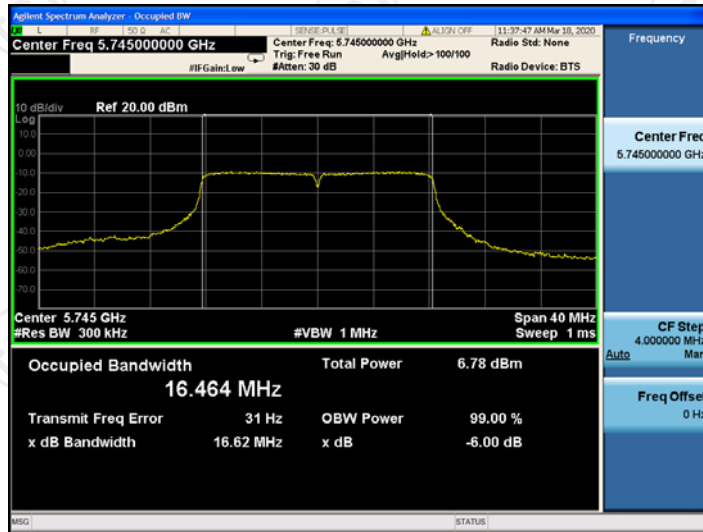 Agilent Spectrum Analyzer - Occupied BW
L RF 50 Ω AC SENSE:PULSE ALIGN OFF 11:37:47 AM Mar 18, 2020
Center Freq 5.745000000 GHz
Center Freq: 5.745000000 GHz
Radio Std: None
Trig: Free Run Avg|Hold:> 100/100
#IFGain:Low #Atten: 30 dB Radio Device: BTS
Frequency
10 dB/div Ref 20.00 dBm
Log
10.0
0.00
-10.0
-20.0
-30.0
-40.0
-50.0
-60.0
-70.0
Center Freq
5.745000000 GHz
Center 5.745 GHz Span 40 MHz
#Res BW 300 kHz #VBW 1 MHz Sweep 1 ms
CF Step
4.000000 MHz
Auto Man
Occupied Bandwidth Total Power 6.78 dBm
16.464 MHz
Transmit Freq Error 31 Hz OBW Power 99.00 %
x dB Bandwidth 16.62 MHz x dB -6.00 dB
Freq Offset
0 Hz
MSG STATUS